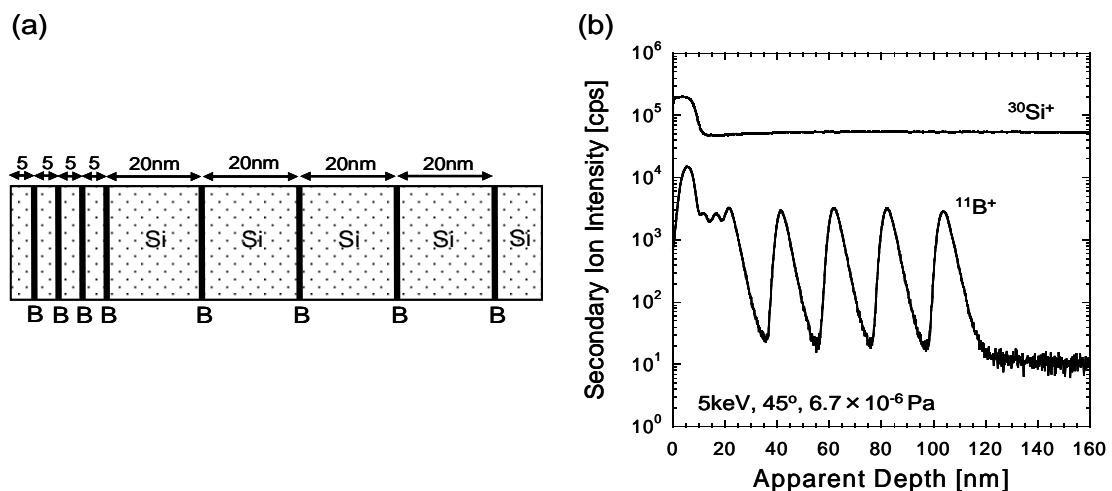 (a)
5 5 5 5 20nm 20nm 20nm 20nm
Si Si Si Si Si
B B B B B B B B
(b)
Secondary Ion Intensity [cps]
10⁶
10⁵
10⁴
10³
10²
10¹
10⁰
³⁰Si⁺
¹¹B⁺
5keV, 45°, 6.7×10⁻⁶ Pa
0 20 40 60 80 100 120 140 160
Apparent Depth [nm]